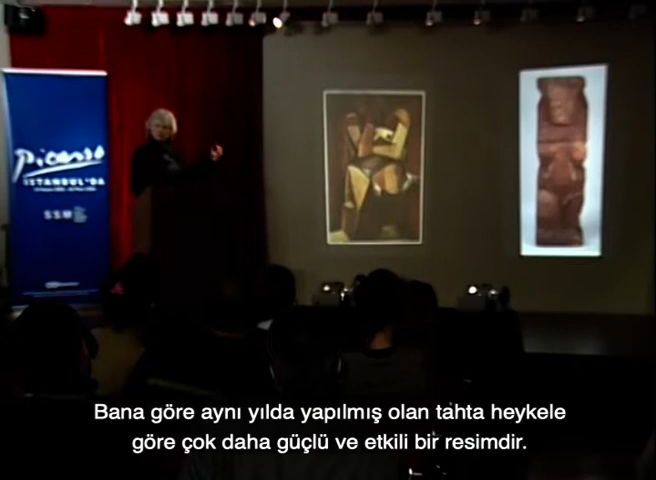 picasso
İSTANBUL'DA
SSM
Bana göre aynı yılda yapılmış olan tahta heykele
göre çok daha güçlü ve etkili bir resimdir.